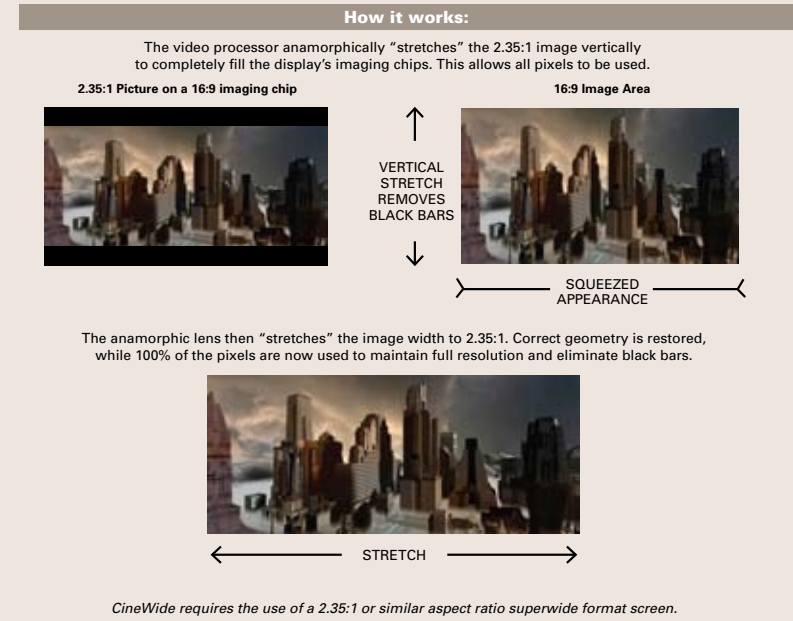 How it works:
The video processor anamorphically “stretches” the 2.35:1 image vertically
to completely fill the display’s imaging chips. This allows all pixels to be used.
2.35:1 Picture on a 16:9 imaging chip
16:9 Image Area
VERTICAL
STRETCH
REMOVES
BLACK BARS
SQUEEZED
APPEARANCE
The anamorphic lens then “stretches” the image width to 2.35:1. Correct geometry is restored,
while 100% of the pixels are now used to maintain full resolution and eliminate black bars.
STRETCH
CineWide requires the use of a 2.35:1 or similar aspect ratio superwide format screen.